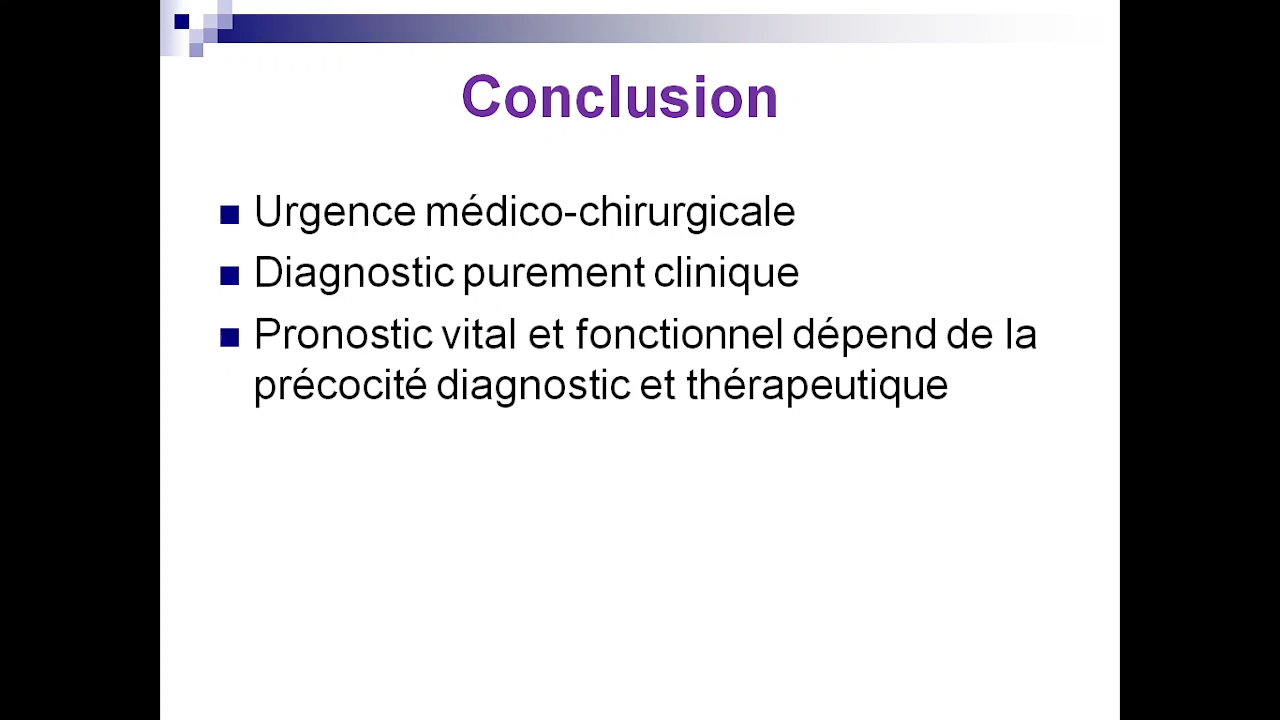 Conclusion
Urgence médico-chirurgicale
Diagnostic purement clinique
Pronostic vital et fonctionnel dépend de la
précocité diagnostic et thérapeutique